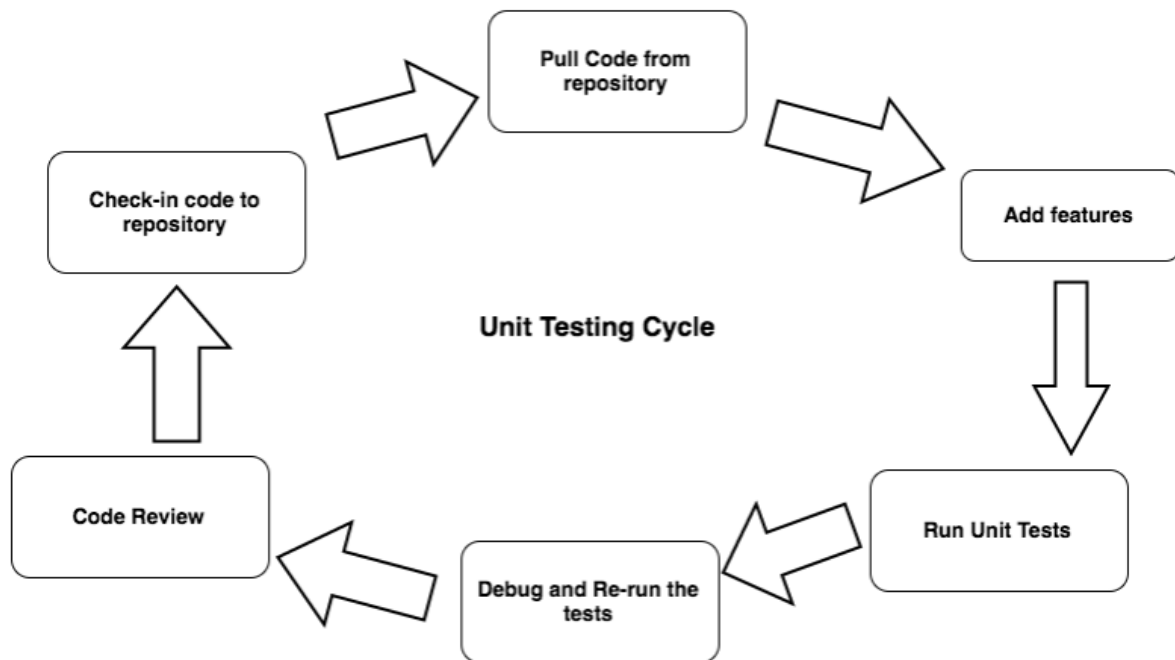 Pull Code from
repository
Add features
Run Unit Tests
Debug and Re-run the
tests
Code Review
Check-in code to
repository
Unit Testing Cycle